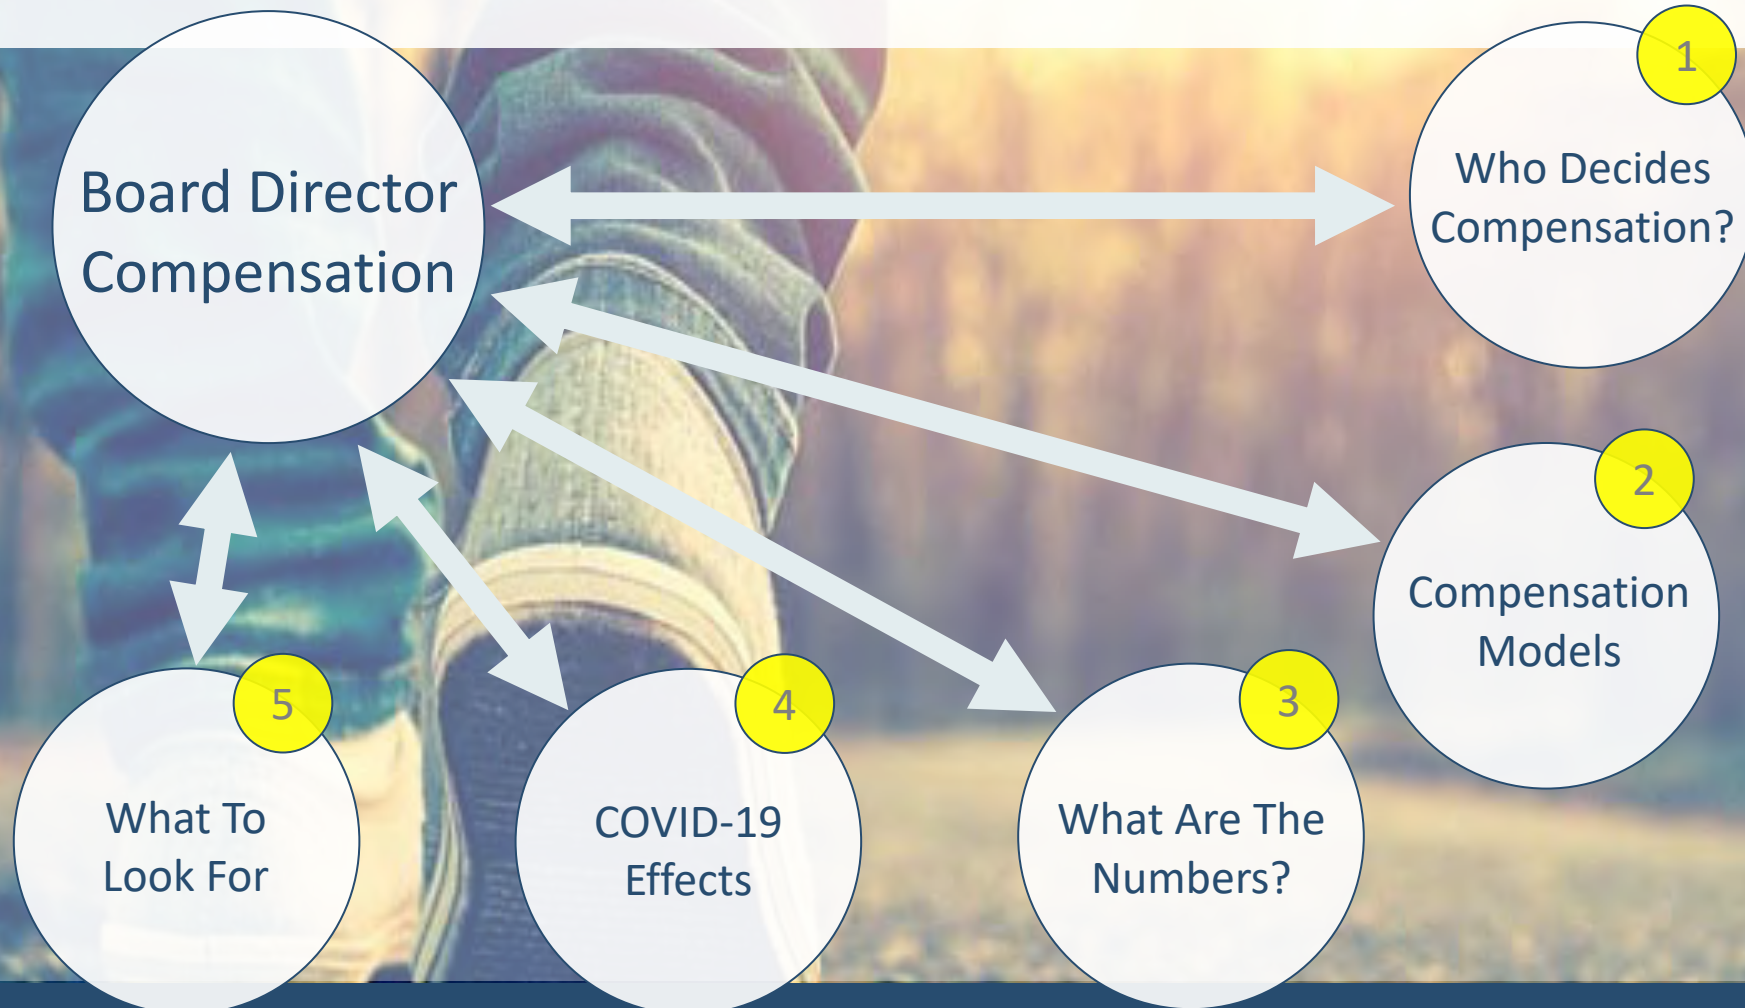 Board Director
Compensation
1
Who Decides
Compensation?
2
Compensation
Models
3
What Are The
Numbers?
4
COVID-19
Effects
5
What To
Look For